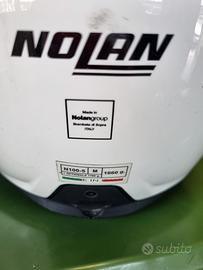 NOLAN
Made in
Nolangroup
Brembate di Sopra
ITALY
N100-5 M 1650 g.
subito